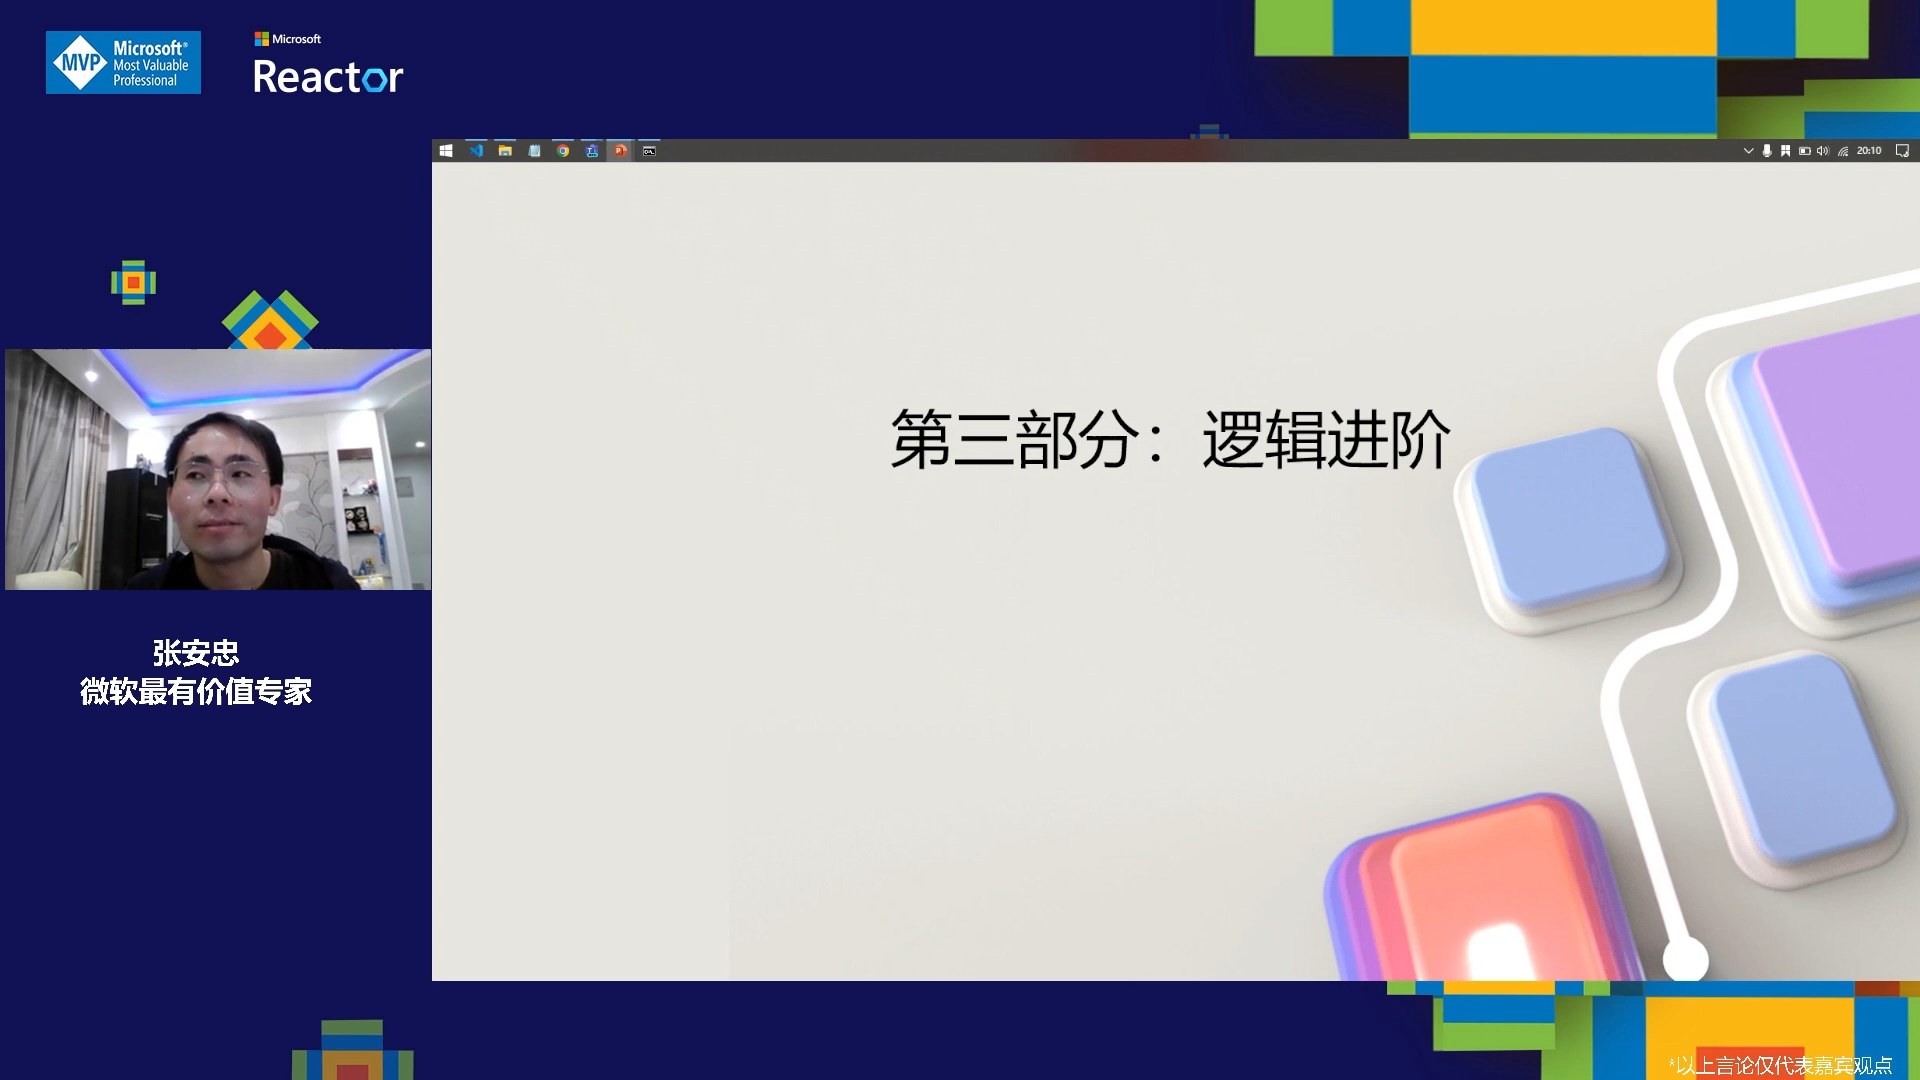 MVP
Microsoft®
Most Valuable
Professional
Microsoft
Reactor
20:10
第三部分：逻辑进阶
张安忠
微软最有价值专家
*以上言论仅代表嘉宾观点